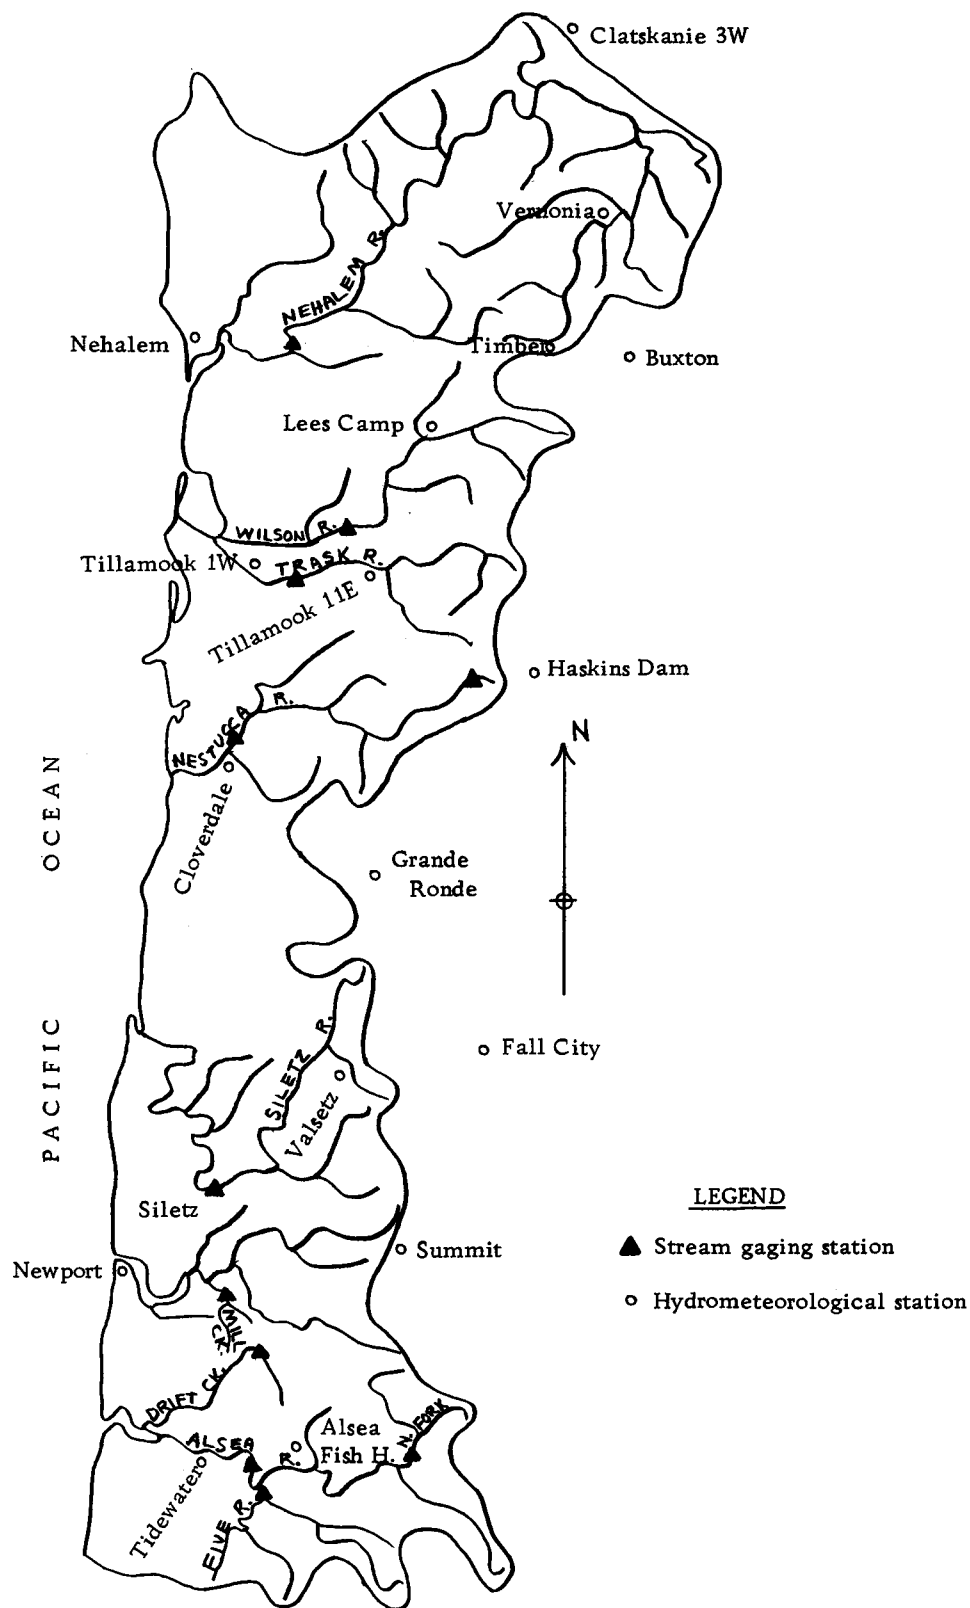 Clatskanie 3W
Vernonia
NEHALEM R.
Nehalem
Timber
Buxton
Lees Camp
WILSON R.
Tillamook 1W
TRASK R.
Tillamook 11E
Haskins Dam
NESTUCCA R.
N
Cloverdale
OCEAN
Grande
Ronde
PACIFIC
SILETZ R.
Fall City
Valsetz
LEGEND
Siletz
Stream gaging station
Summit
Newport
Hydrometeorological station
MILL
CK.
DRIFT CK.
Alsea
Fish H.
N. FORK
ALSEA R.
Tidewater
FIVE R.